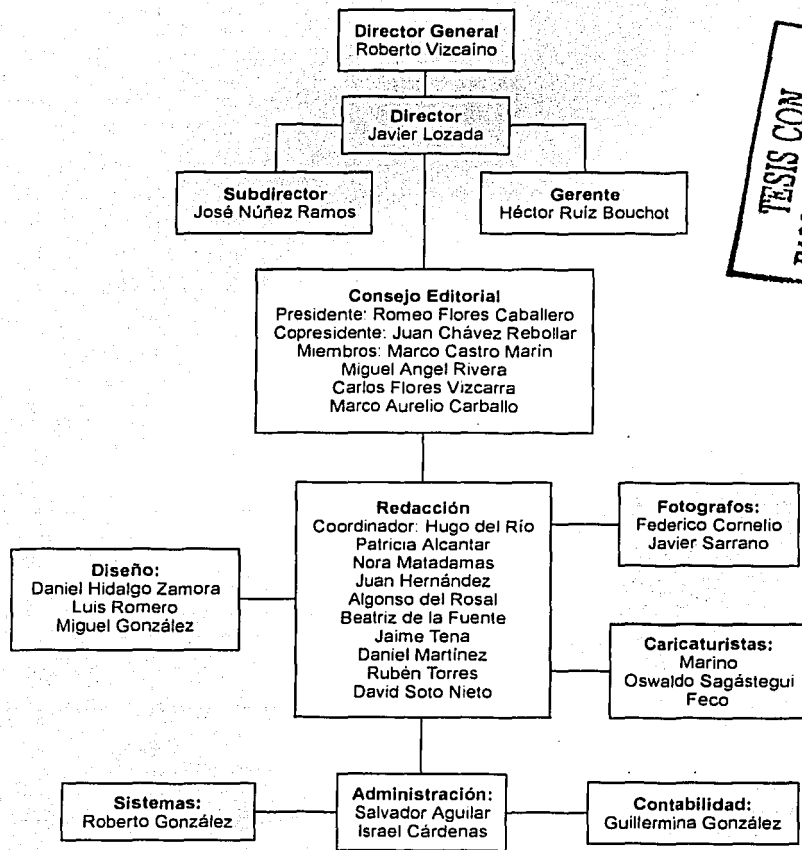 Director General
Roberto Vizcaíno
Director
Javier Lozada
Subdirector
José Núñez Ramos
Gerente
Héctor Ruíz Bouchot
TESIS CON
Consejo Editorial
Presidente: Romeo Flores Caballero
Copresidente: Juan Chávez Rebollar
Miembros: Marco Castro Marin
Miguel Angel Rivera
Carlos Flores Vizcarra
Marco Aurelio Carballo
Redacción
Coordinador: Hugo del Río
Patricia Alcantar
Nora Matadamas
Juan Hernández
Algonso del Rosal
Beatriz de la Fuente
Jaime Tena
Daniel Martínez
Rubén Torres
David Soto Nieto
Fotografos:
Federico Cornelio
Javier Sarrano
Diseño:
Daniel Hidalgo Zamora
Luis Romero
Miguel González
Caricaturistas:
Marino
Oswaldo Sagástegui
Feco
Sistemas:
Roberto González
Administración:
Salvador Aguilar
Israel Cárdenas
Contabilidad:
Guillermina González